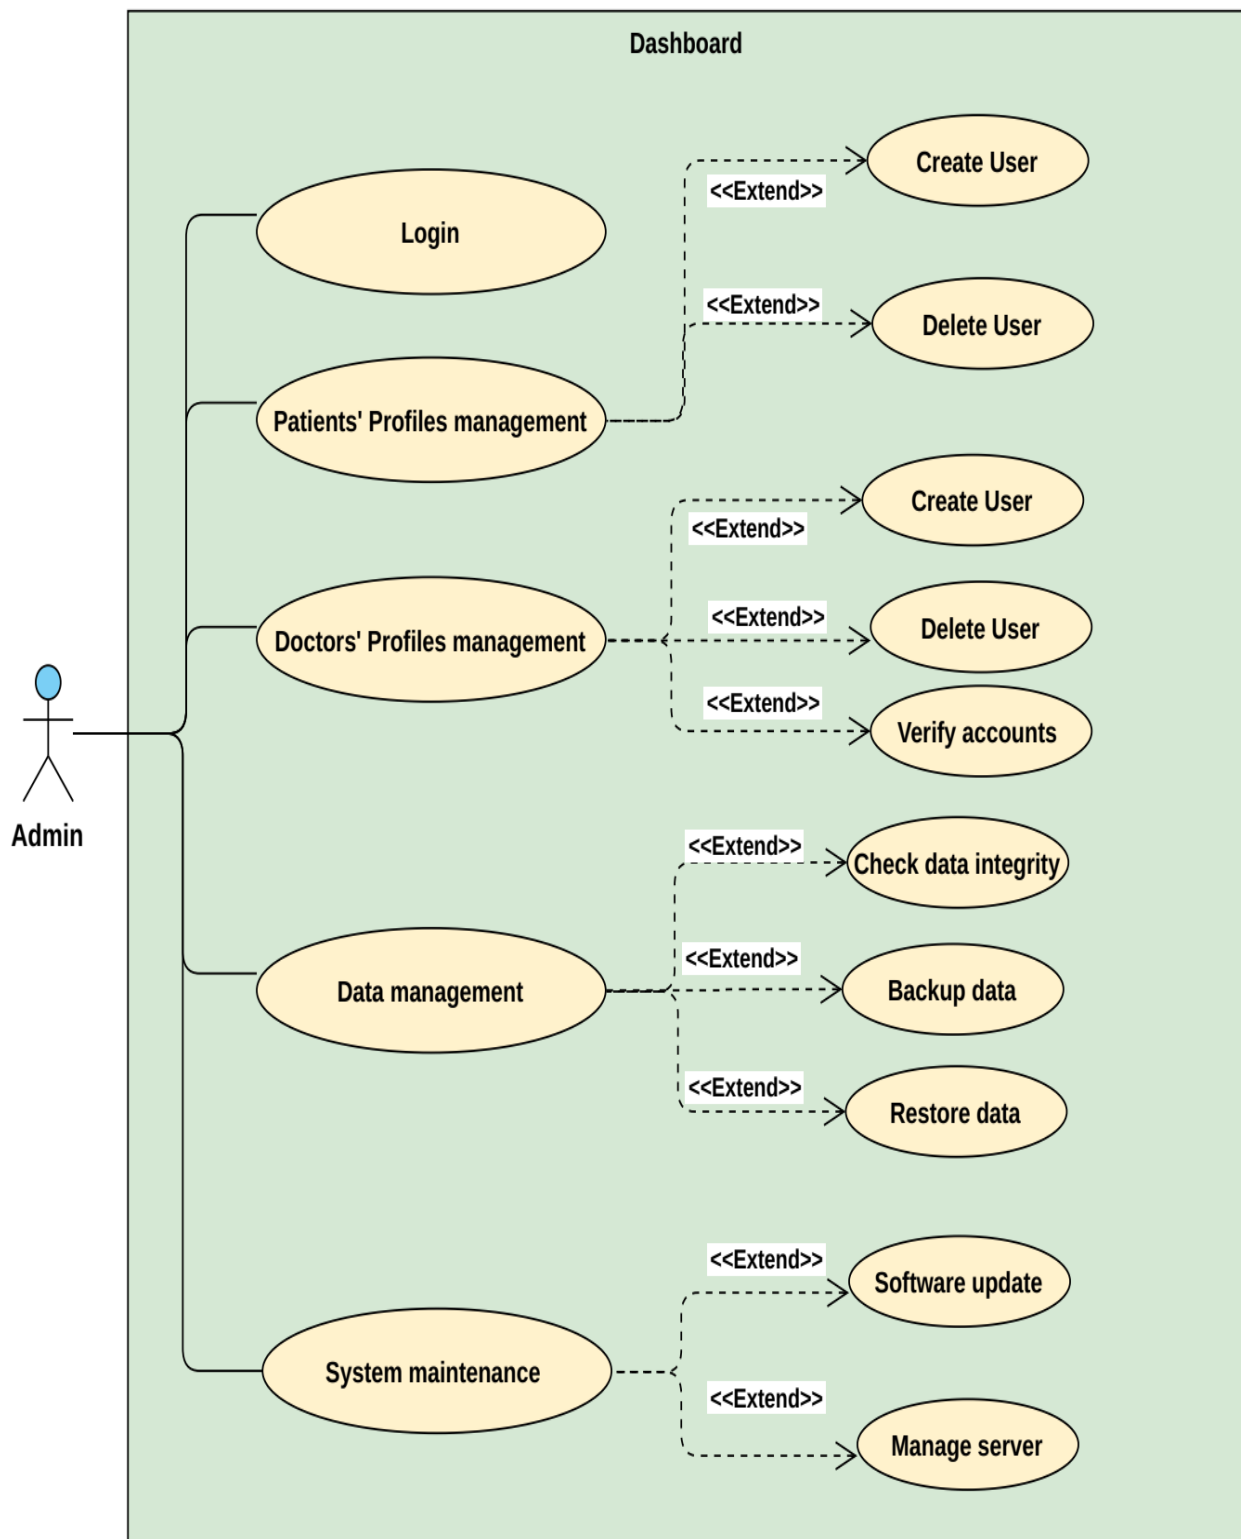 Dashboard
Create User
<<Extend>>
Login
<<Extend>>
Delete User
Patients' Profiles management
Create User
<<Extend>>
<<Extend>>
Delete User
Doctors' Profiles management
<<Extend>>
Verify accounts
Admin
<<Extend>>
Check data integrity
<<Extend>>
Data management
Backup data
<<Extend>>
Restore data
<<Extend>>
Software update
System maintenance
<<Extend>>
Manage server